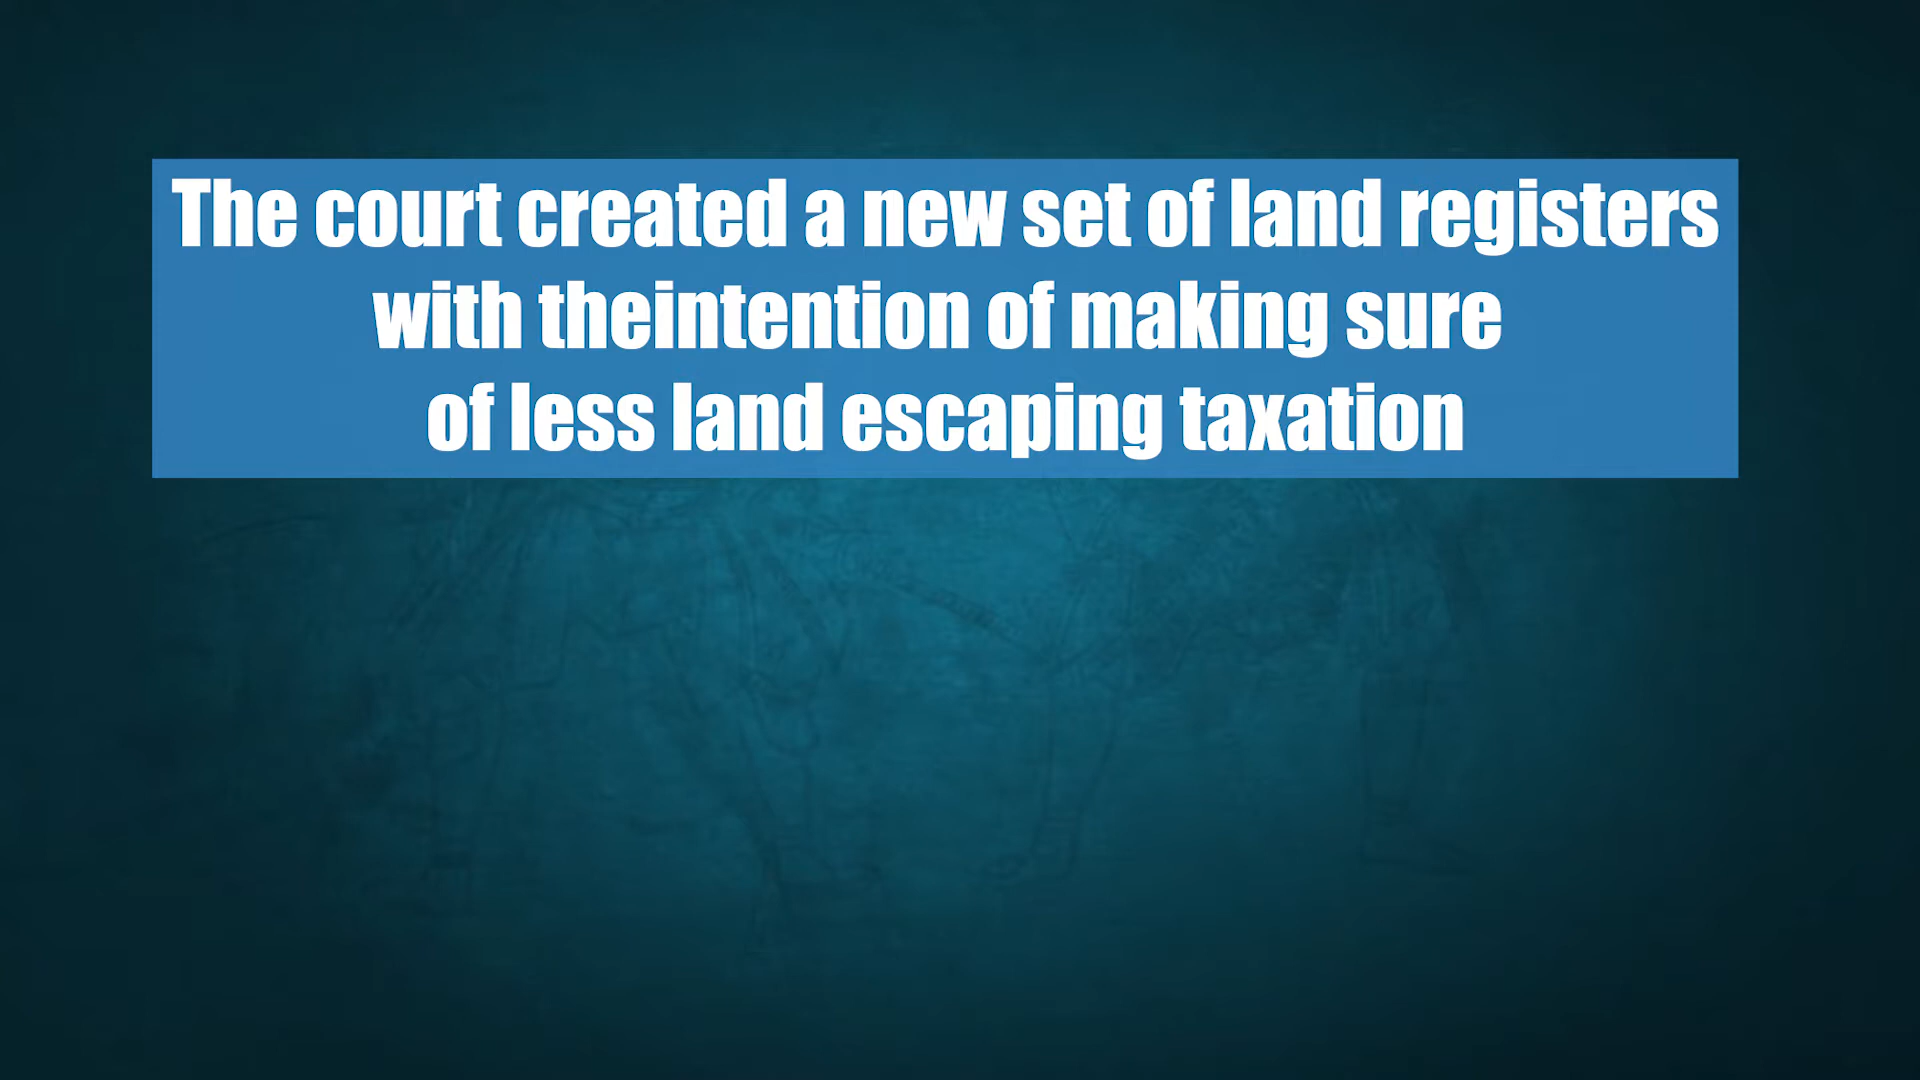 The court created a new set of land registers
with theintention of making sure
of less land escaping taxation